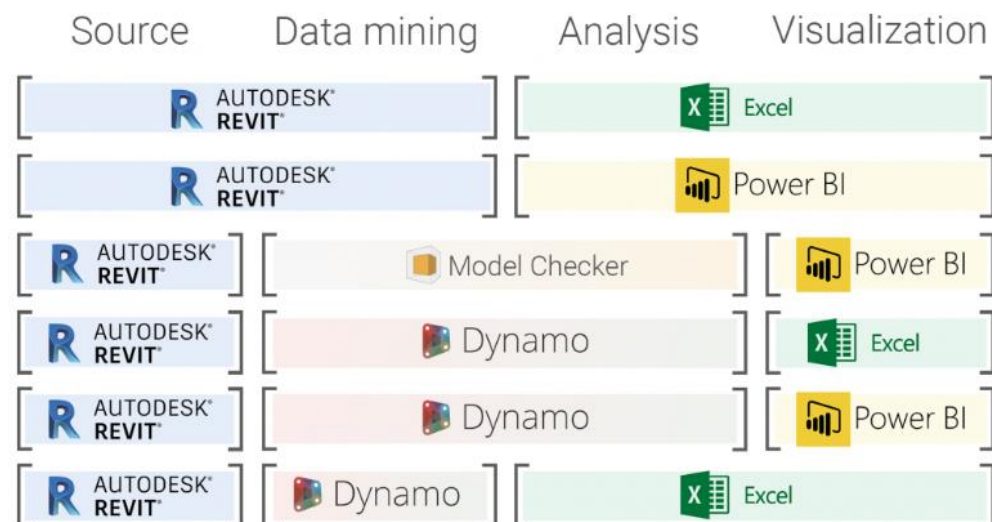 Source Data mining Analysis Visualization
AUTODESK®
REVIT®
X Excel
AUTODESK®
REVIT®
Power BI
AUTODESK®
REVIT®
Model Checker
Power BI
AUTODESK®
REVIT®
Dynamo
X Excel
AUTODESK®
REVIT®
Dynamo
Power BI
AUTODESK®
REVIT®
Dynamo
X Excel